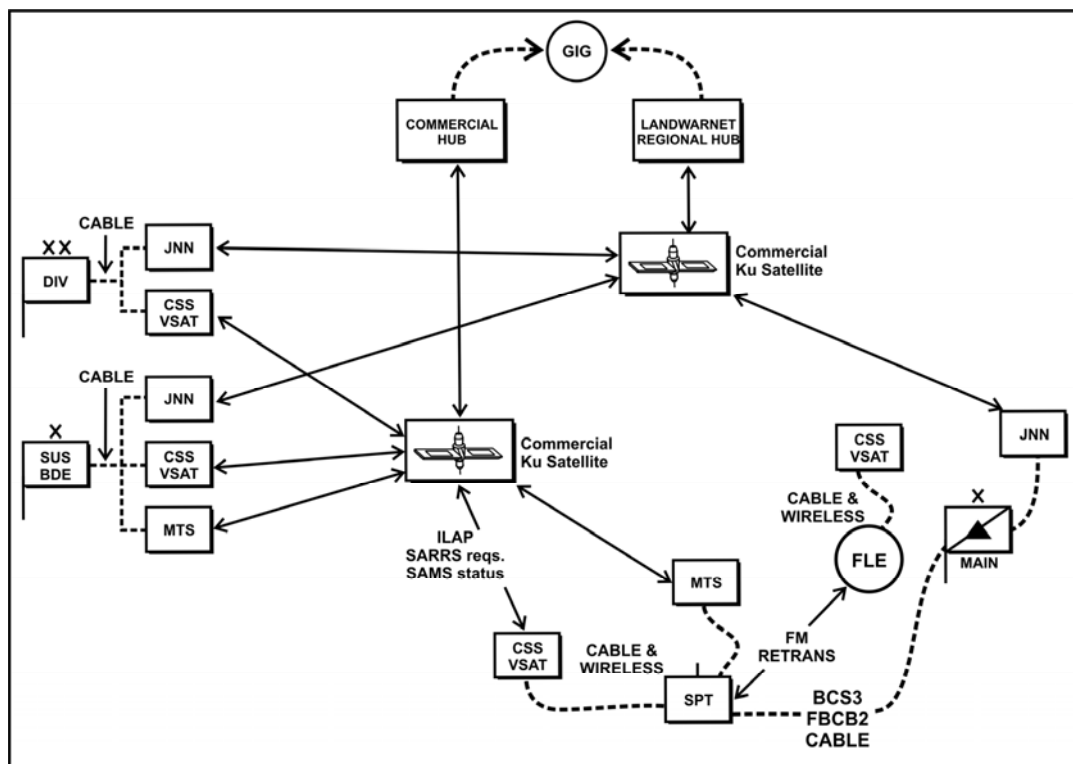 GIG
COMMERCIAL
HUB
LANDWARNET
REGIONAL HUB
CABLE
XX
DIV
JNN
CSS
VSAT
Commercial
Ku Satellite
CABLE
X
SUS
BDE
JNN
CSS
VSAT
MTS
Commercial
Ku Satellite
ILAP
SARRS reqs.
SAMS status
CSS
VSAT
CABLE &
WIRELESS
MTS
SPT
CSS
VSAT
CABLE &
WIRELESS
FLE
FM
RETRANS
JNN
X
MAIN
BCS3
FBCB2
CABLE